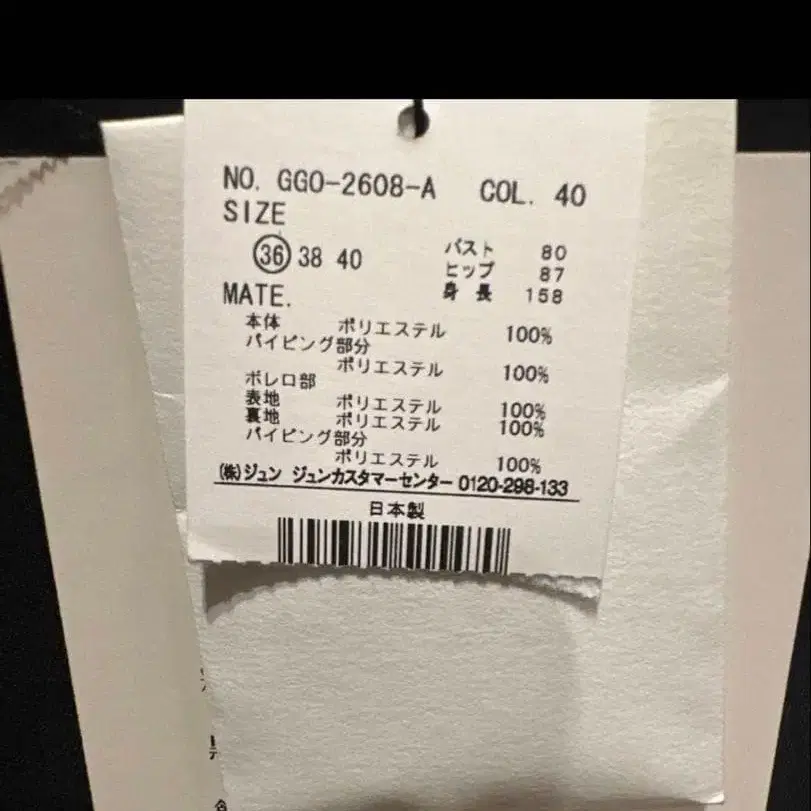 NO. GGO-2608-A COL. 40
SIZE
36 38 40 バスト 80
ヒップ 87
身長 158
MATE.
本体 ポリエステル 100%
パイピング部分
ポリエステル 100%
ボレロ部
表地 ポリエステル 100%
裏地 ポリエステル 100%
パイピング部分
ポリエステル 100%
(株)ジュン ジュンカスタマーセンター 0120-298-133
日本製